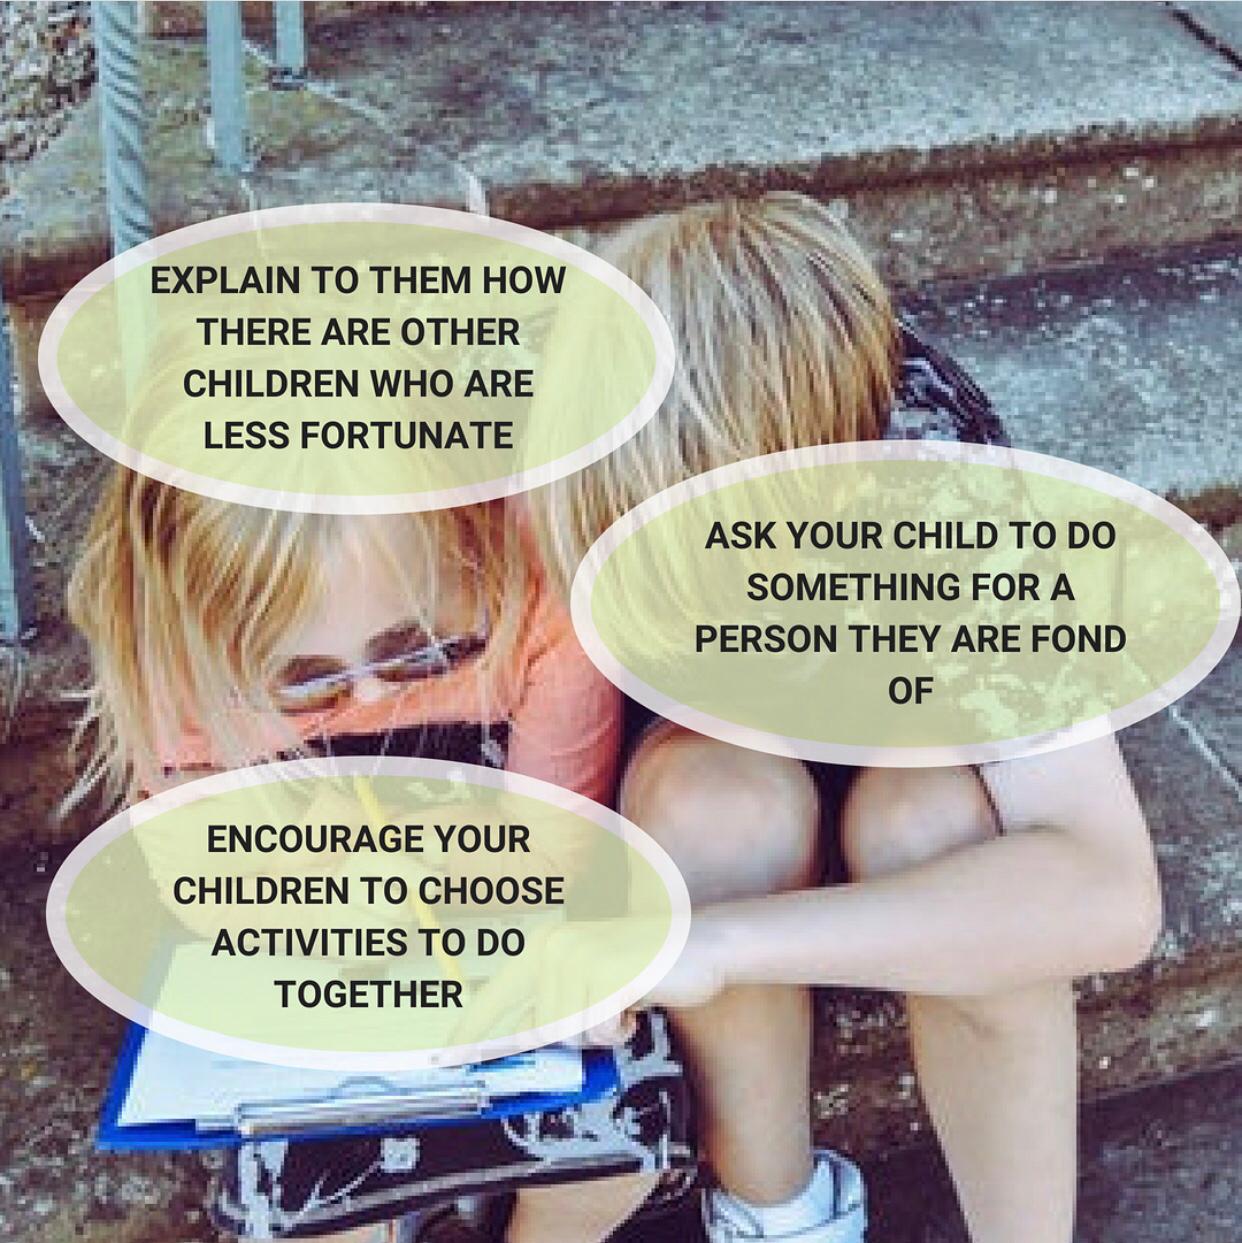 EXPLAIN TO THEM HOW
THERE ARE OTHER
CHILDREN WHO ARE
LESS FORTUNATE
ASK YOUR CHILD TO DO
SOMETHING FOR A
PERSON THEY ARE FOND
OF
ENCOURAGE YOUR
CHILDREN TO CHOOSE
ACTIVITIES TO DO
TOGETHER